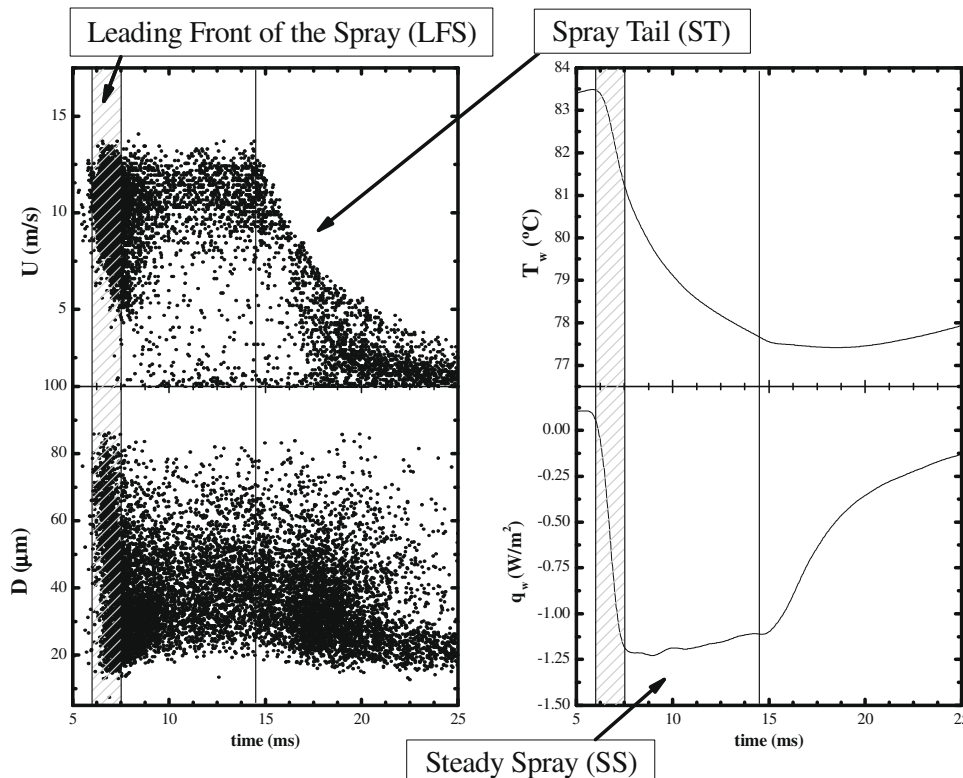 Leading Front of the Spray (LFS)
Spray Tail (ST)
15
10
5
U (m/s)
100
80
60
40
20
D (µm)
5 10 15 20 25
time (ms)
84
83
82
81
80
79
78
77
T_w (ºC)
0.00
-0.25
-0.50
-0.75
-1.00
-1.25
-1.50
q_w (W/m²)
5 10 15 20 25
time (ms)
Steady Spray (SS)